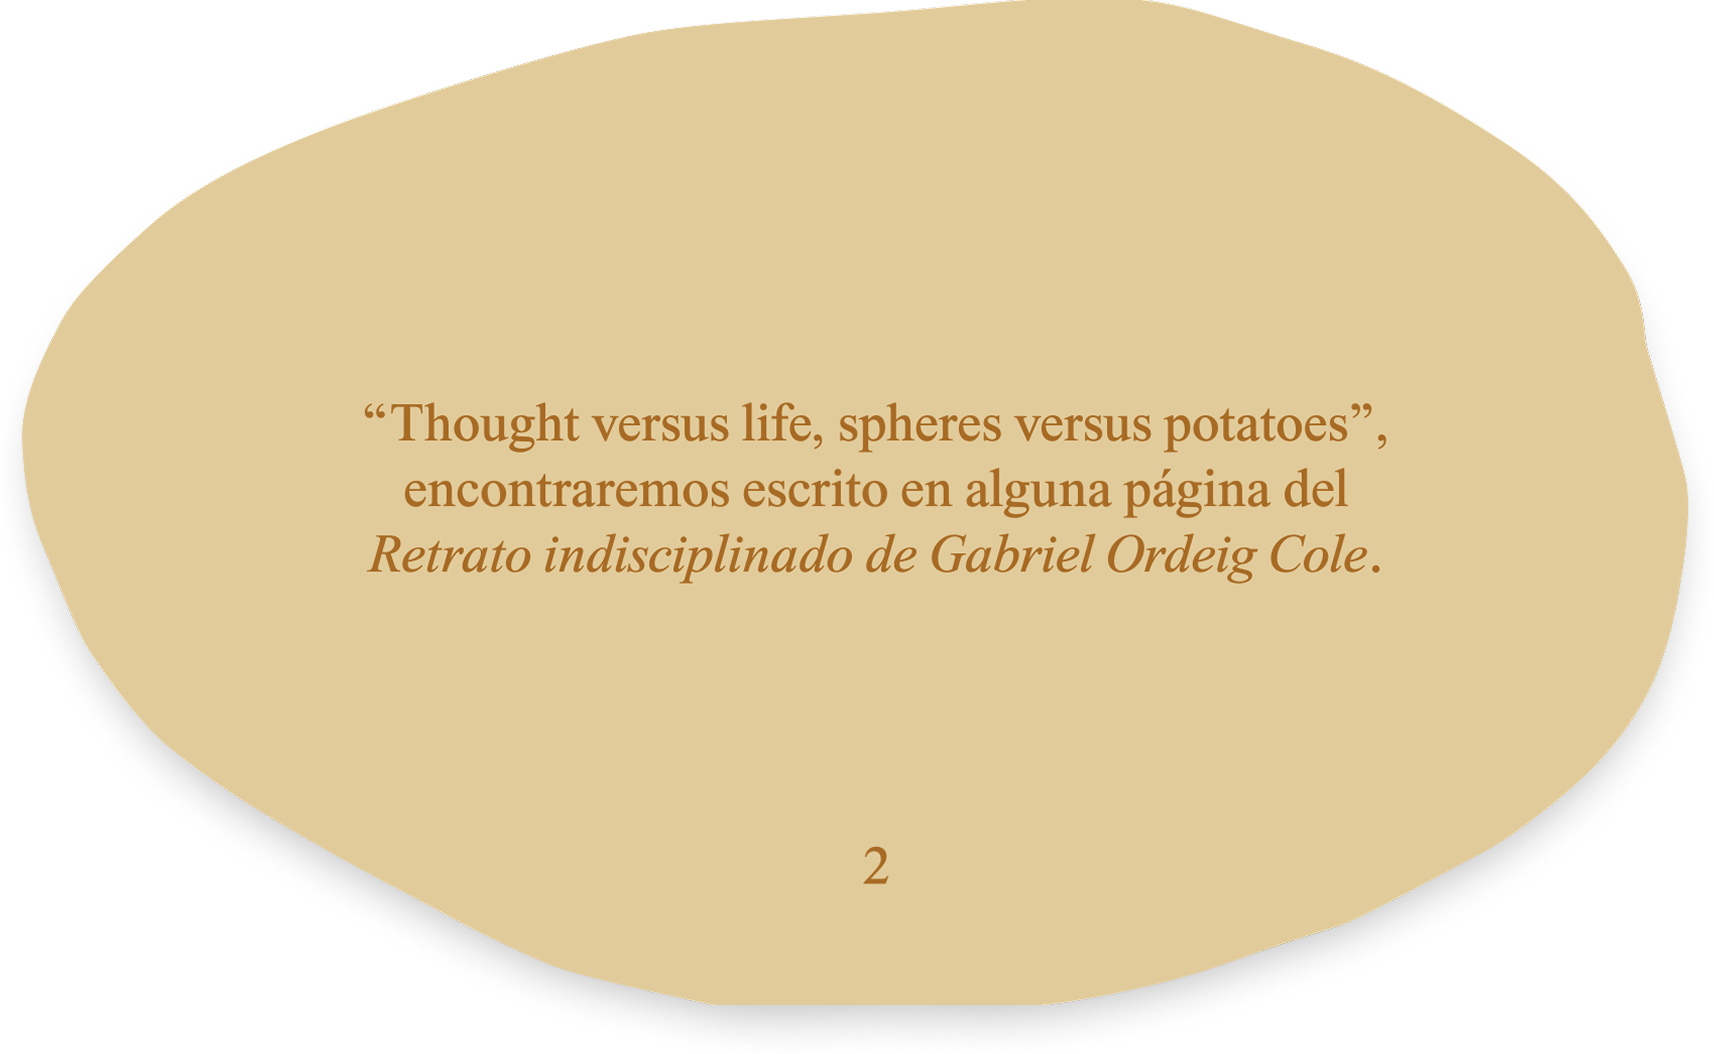 “Thought versus life, spheres versus potatoes”,
encontraremos escrito en alguna página del
Retrato indisciplinado de Gabriel Ordeig Cole.
2